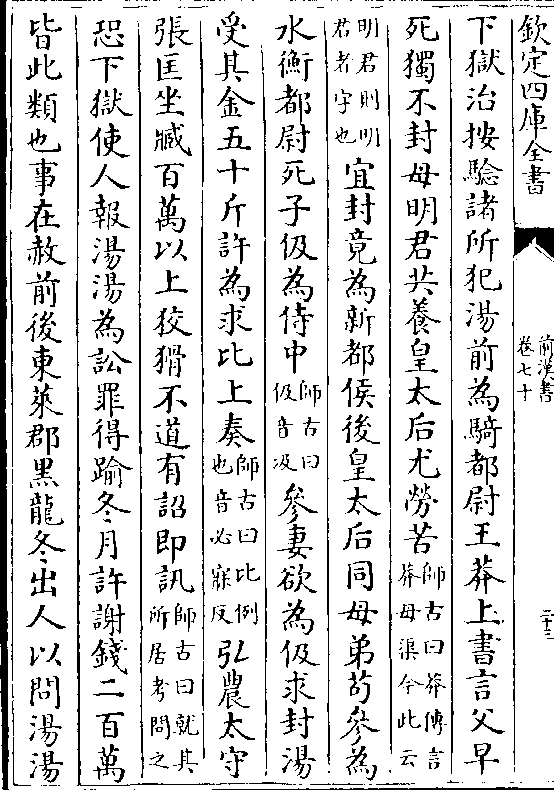 欽定四庫全書
前漢書
卷七十
二十三
下獄治按驗諸所犯湯前為騎都尉王莽上書言父早
死獨不封母明君共養皇太后尤勞苦師古曰莽傳言莽母渠今此云
明君則明君者字也宜封竟為新都侯後皇太后同母弟苟參為
水衡都尉死子伋為侍中師古曰伋音汲參妻欲為伋求封湯
受其金五十斤許為求比上奏師古曰比例也音必寐反弘農太守
張匡坐臧百萬以上狡猾不道有詔即訊師古曰就其所居考問之
恐下獄使人報湯湯為訟罪得踰冬月許謝錢二百萬
皆此類也事在赦前後東萊郡黑龍冬出人以問湯湯